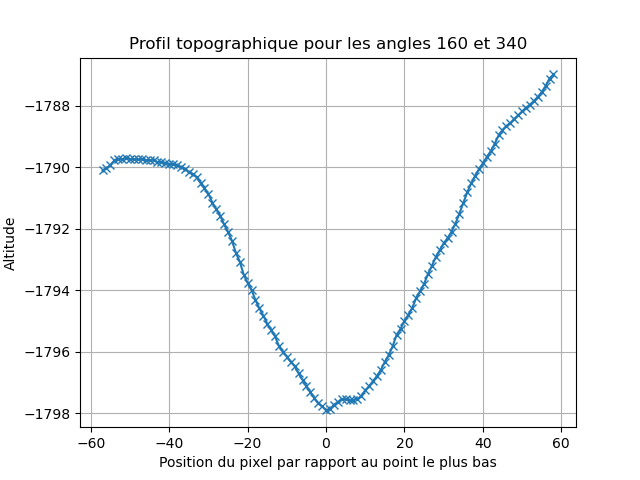 Profil topographique pour les angles 160 et 340
−1788
−1790
−1792
−1794
−1796
−1798
Altitude
−60 −40 −20 0 20 40 60
Position du pixel par rapport au point le plus bas